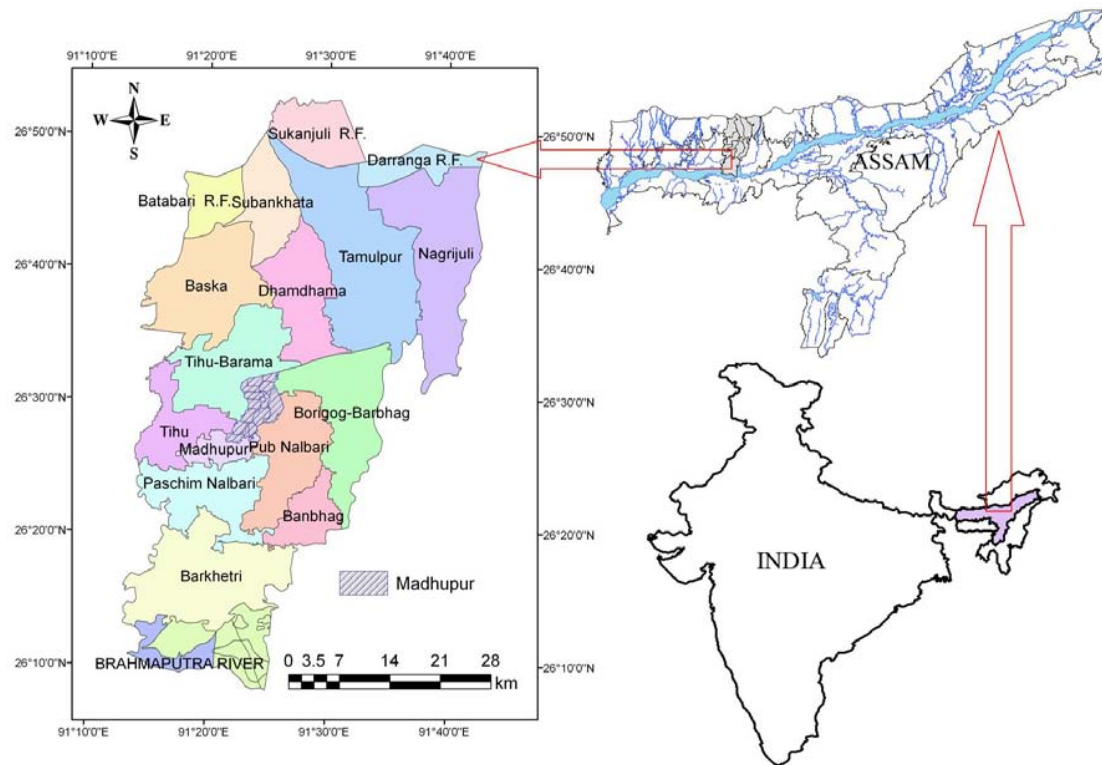 91°10'0"E 91°20'0"E 91°30'0"E 91°40'0"E
N
W E
S
26°50'0"N
26°40'0"N
26°30'0"N
26°20'0"N
26°10'0"N
Sukanjuli R.F.
Darranga R.F.
Batabari R.F.
Subankhata
Tamulpur
Nagrijuli
Baska
Dhamdhama
Tihu-Barama
Borigog-Barbhag
Tihu
Madhupur
Pub Nalbari
Paschim Nalbari
Banbhag
Barkhetri
Madhupur
BRAHMAPUTRA RIVER
0 3.5 7 14 21 28
km
91°10'0"E 91°20'0"E 91°30'0"E 91°40'0"E
26°50'0"N
26°40'0"N
26°30'0"N
26°20'0"N
26°10'0"N
ASSAM
INDIA